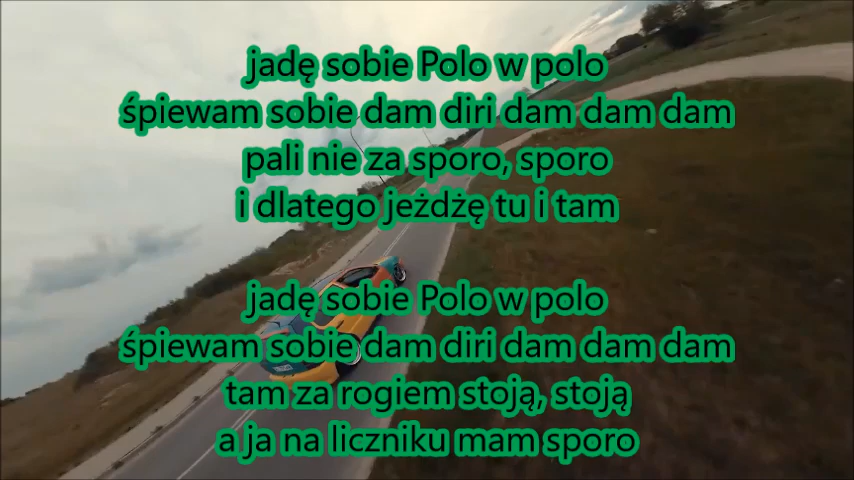 jadę sobie Polo w polo
śpiewam sobie dam diri dam dam dam
pali nie za sporo, sporo
i dlatego jeżdżę tu i tam
jadę sobie Polo w polo
śpiewam sobie dam diri dam dam dam
tam za rogiem stoją, stoją
a ja na liczniku mam sporo